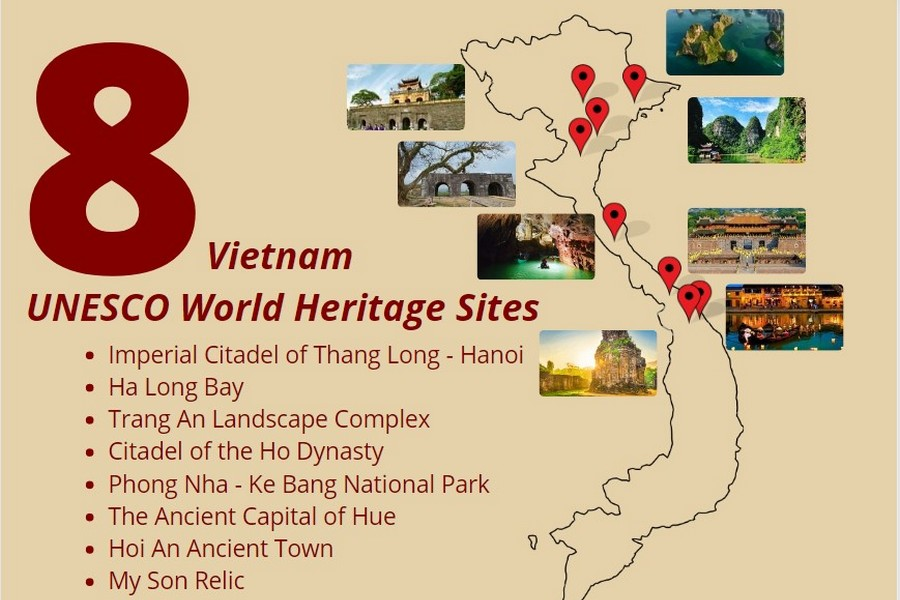 8 Vietnam
UNESCO World Heritage Sites
• Imperial Citadel of Thang Long - Hanoi
• Ha Long Bay
• Trang An Landscape Complex
• Citadel of the Ho Dynasty
• Phong Nha - Ke Bang National Park
• The Ancient Capital of Hue
• Hoi An Ancient Town
• My Son Relic